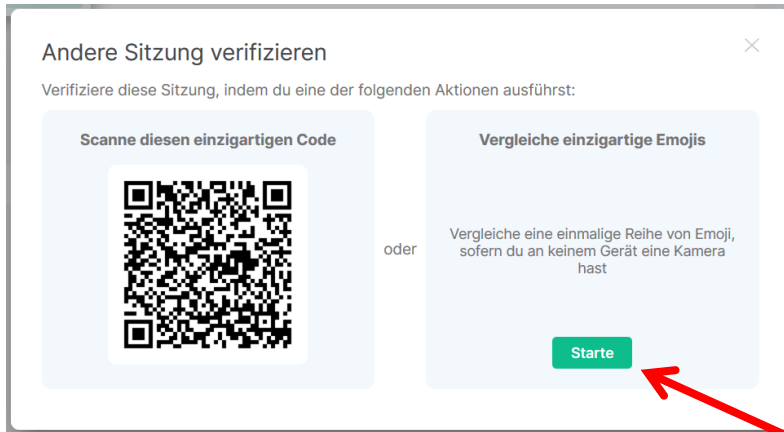 Andere Sitzung verifizieren
Verifiziere diese Sitzung, indem du eine der folgenden Aktionen ausführst:
Scanne diesen einzigartigen Code
oder
Vergleiche einzigartige Emojis
Vergleiche eine einmalige Reihe von Emoji,
sofern du an keinem Gerät eine Kamera
hast
Starte